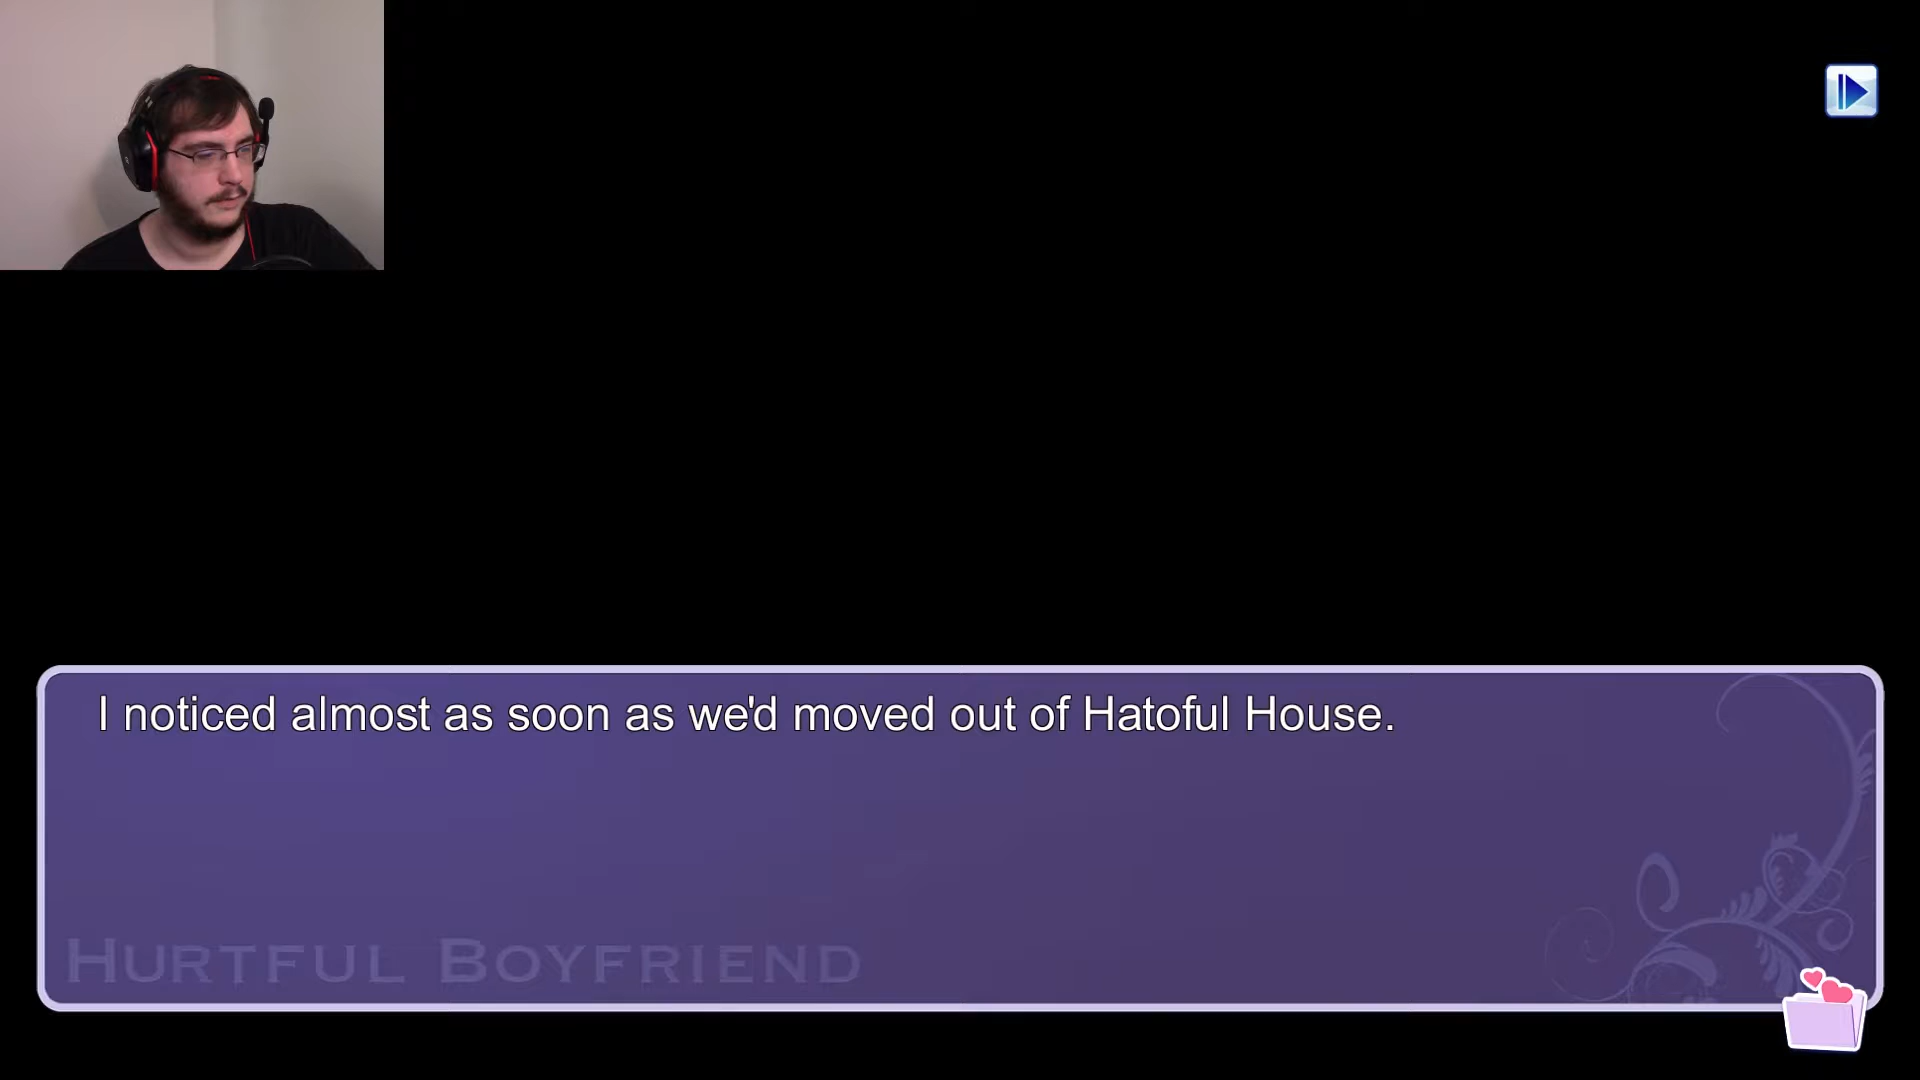 I noticed almost as soon as we'd moved out of Hatoful House.
HURTFUL BOYFRIEND